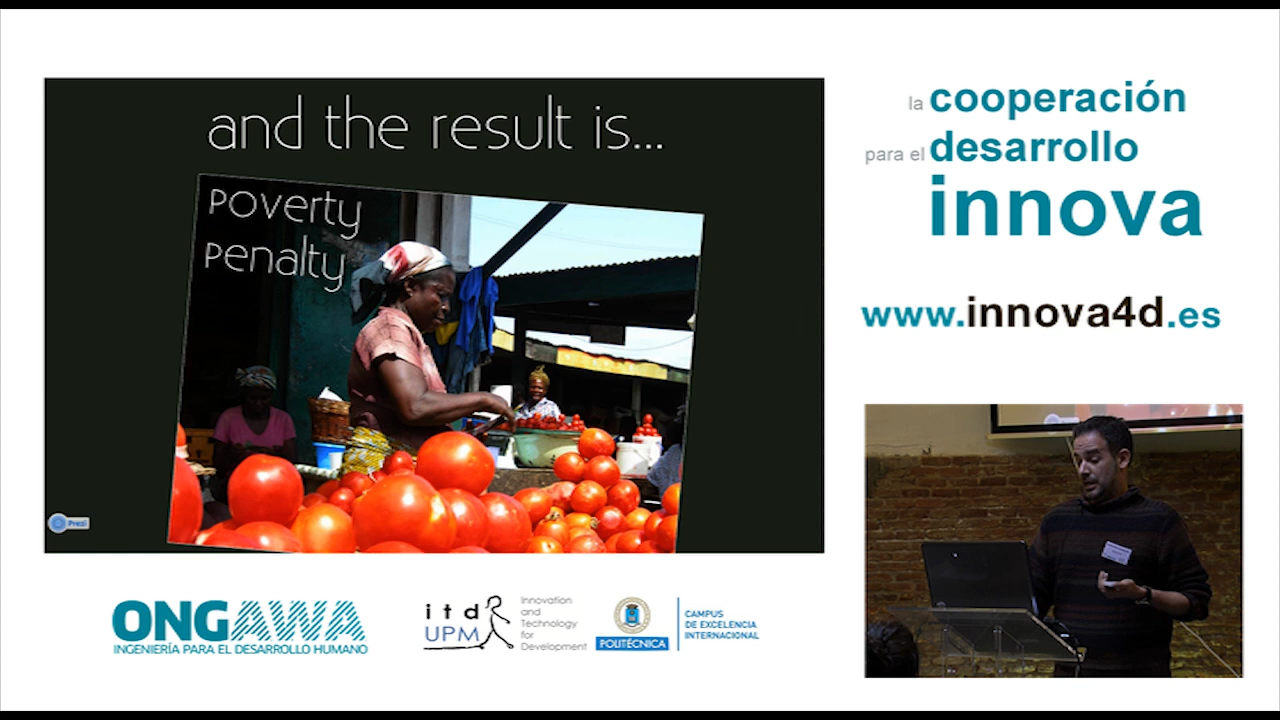 and the result is...
Poverty
Penalty
Prezi
la cooperación
para el desarrollo
innova
www.innova4d.es
ONGAWA
INGENIERÍA PARA EL DESARROLLO HUMANO
itd
UPM
Innovation
and
Technology
for
Development
POLITÉCNICA
CAMPUS
DE EXCELENCIA
INTERNACIONAL